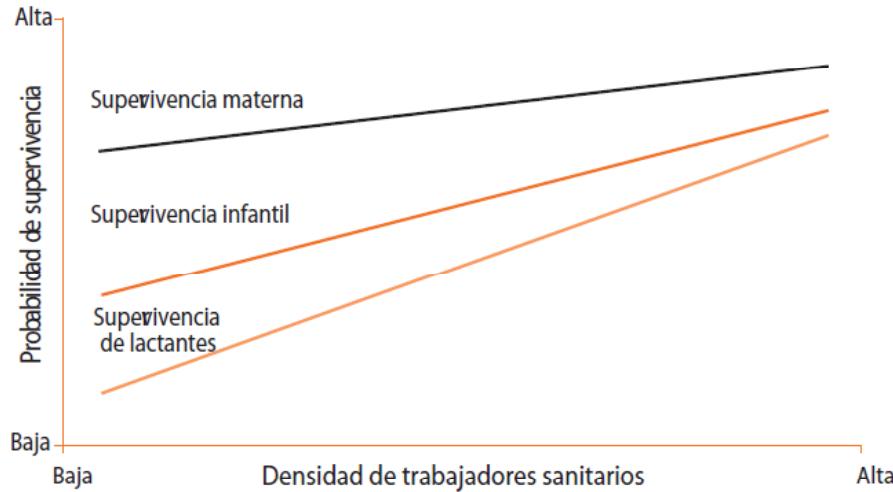 Alta
Probabilidad de supervivencia
Supervivencia materna
Supervivencia infantil
Supervivencia
de lactantes
Baja
Baja
Densidad de trabajadores sanitarios
Alta